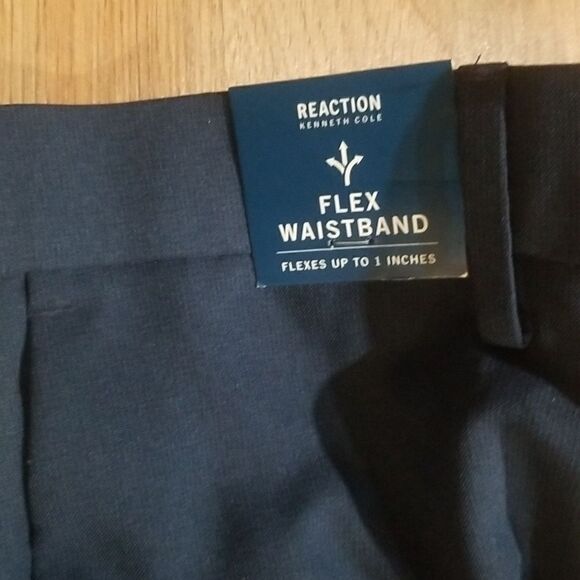 REACTION
KENNETH COLE
FLEX
WAISTBAND
FLEXES UP TO 1 INCHES